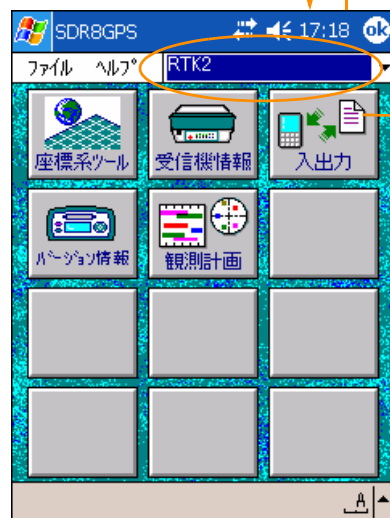 SDR8GPS 17:18 ok
ファイル ヘルプ RTK2
座標系ツール 受信機情報 入出力
バージョン情報 観測計画
A